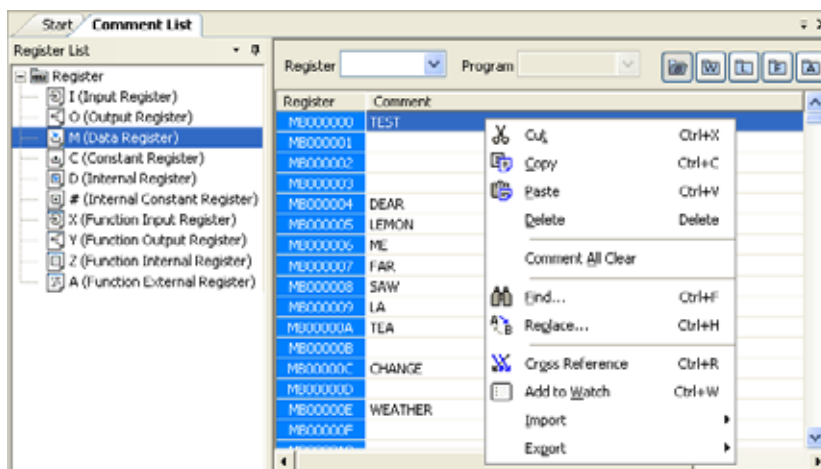 Start Comment List
Register List
Register
I (Input Register)
O (Output Register)
M (Data Register)
C (Constant Register)
D (Internal Register)
# (Internal Constant Register)
X (Function Input Register)
Y (Function Output Register)
Z (Function Internal Register)
A (Function External Register)
Register Program W L F A
Register Comment
MB000000 TEST
MB000001
MB000002
MB000003
MB000004 DEAR
MB000005 LEMON
MB000006 ME
MB000007 FAR
MB000008 SAW
MB000009 LA
MB00000A TEA
MB00000B
MB00000C CHANGE
MB00000D
MB00000E WEATHER
MB00000F
Cut Ctrl+X
Copy Ctrl+C
Paste Ctrl+V
Delete Delete
Comment All Clear
Find... Ctrl+F
Replace... Ctrl+H
Cross Reference Ctrl+R
Add to Watch Ctrl+W
Import
Export